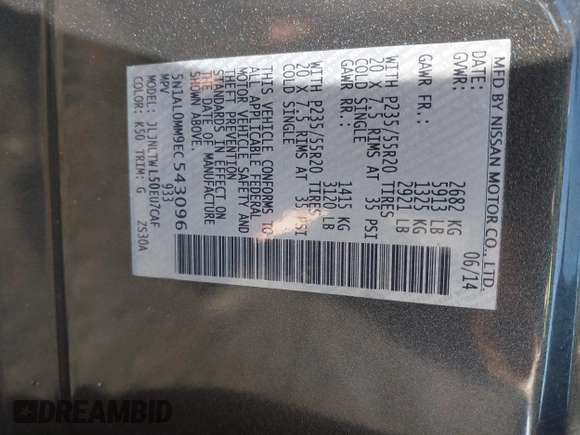 MFD BY NISSAN MOTOR CO., LTD.
DATE: 06/14
GVWR: 2682 KG
5913 LB
GAWR FR.: 1325 KG
2921 LB
WITH P235/55R20 TIRES
20 X 7.5 RIMS AT 35 PSI
COLD SINGLE
GAWR RR.: 1415 KG
3120 LB
WITH P235/55R20 TIRES
20 X 7.5 RIMS AT 35 PSI
COLD SINGLE
THIS VEHICLE CONFORMS TO
ALL APPLICABLE FEDERAL
MOTOR VEHICLE SAFETY AND
THEFT PREVENTION
STANDARDS IN EFFECT ON
THE DATE OF MANUFACTURE
SHOWN ABOVE.
5N1AL0MM9EC543096
MPV 933
JLJNLTWL50EU7CAF
COLOR: K50 TRIM: G ZS30A
DREAMBID